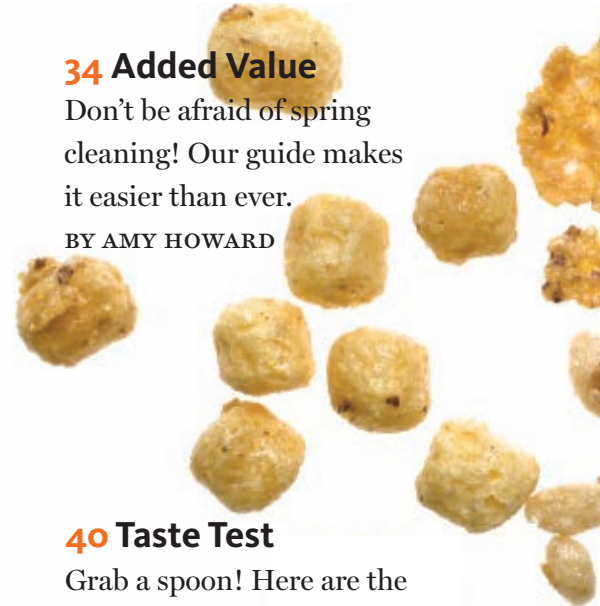 34 Added Value
Don’t be afraid of spring
cleaning! Our guide makes
it easier than ever.
BY AMY HOWARD
40 Taste Test
Grab a spoon! Here are the